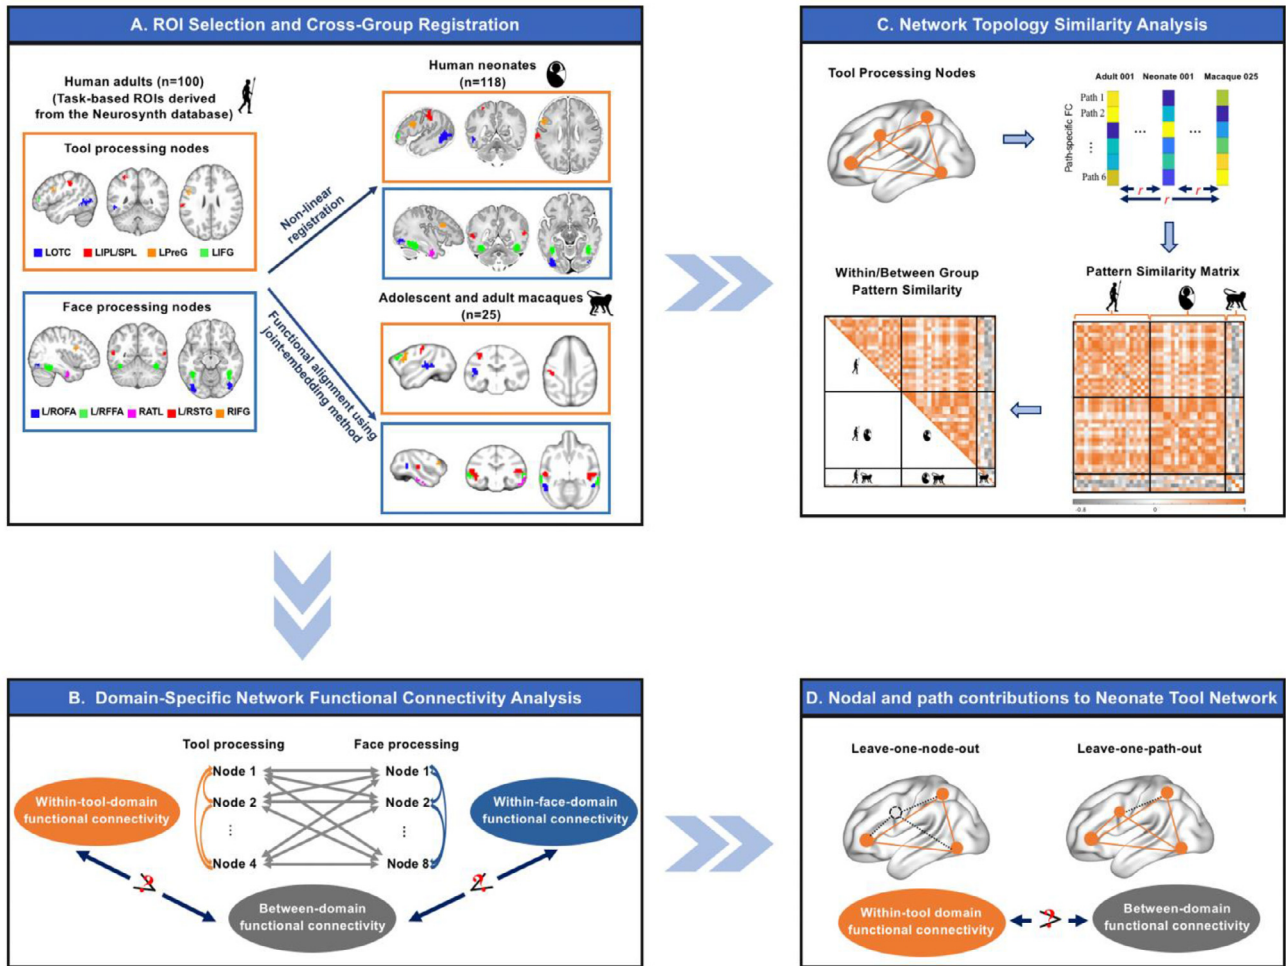 A. ROI Selection and Cross-Group Registration
Human adults (n=100)
(Task-based ROIs derived
from the Neurosynth database)
Tool processing nodes
LOTC LIPL/SPL LPreG LIFG
Face processing nodes
L/ROFA L/RFFA RATL L/RSTG RIFG
Non-linear
registration
Functional alignment using
joint-embedding method
Human neonates
(n=118)
Adolescent and adult macaques
(n=25)
C. Network Topology Similarity Analysis
Tool Processing Nodes
Adult 001 Neonate 001 Macaque 025
Path-specific FC
Path 1
Path 2
...
Path 6
... ...
r r
r
Within/Between Group
Pattern Similarity
Pattern Similarity Matrix
-0.8 0 1
B. Domain-Specific Network Functional Connectivity Analysis
Tool processing Face processing
Node 1 Node 1
Node 2 Node 2
... ...
Node 4 Node 8
Within-tool-domain
functional connectivity
Within-face-domain
functional connectivity
? ?
Between-domain
functional connectivity
D. Nodal and path contributions to Neonate Tool Network
Leave-one-node-out Leave-one-path-out
Within-tool domain
functional connectivity
?
Between-domain
functional connectivity